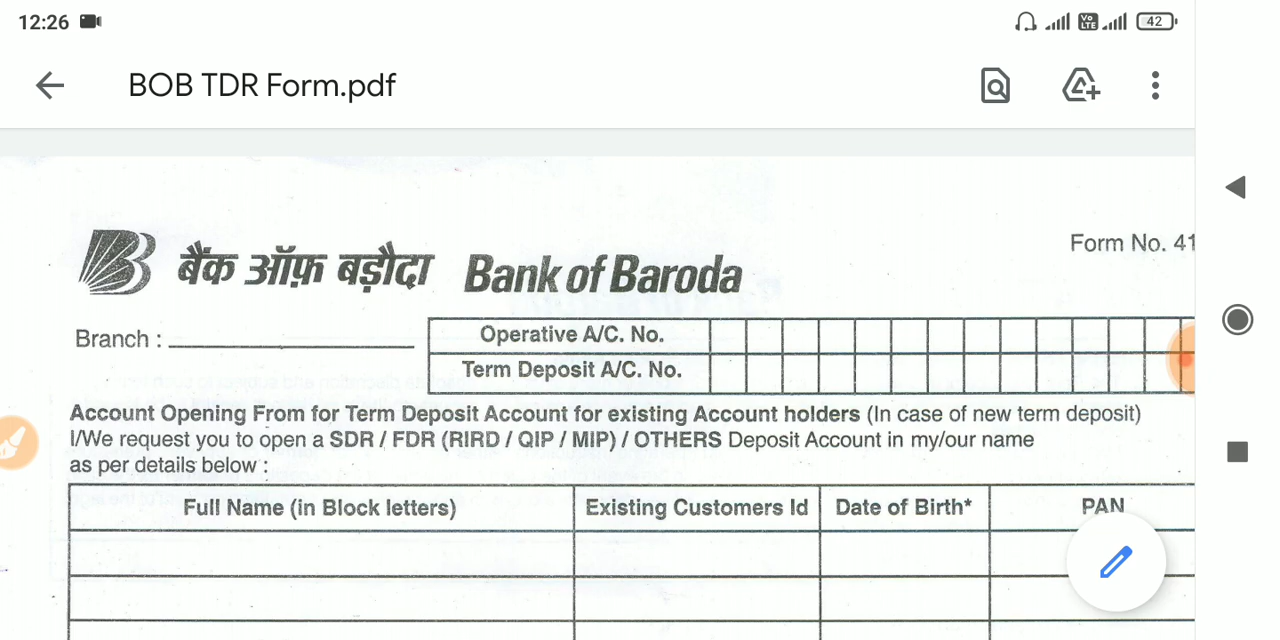 12:26 Vo LTE 42
BOB TDR Form.pdf
Form No. 41
बैंक ऑफ़ बड़ौदा Bank of Baroda
Branch :
Operative A/C. No.
Term Deposit A/C. No.
Account Opening From for Term Deposit Account for existing Account holders (In case of new term deposit)
I/We request you to open a SDR / FDR (RIRD / QIP / MIP) / OTHERS Deposit Account in my/our name
as per details below :
Full Name (in Block letters) Existing Customers Id Date of Birth* PAN